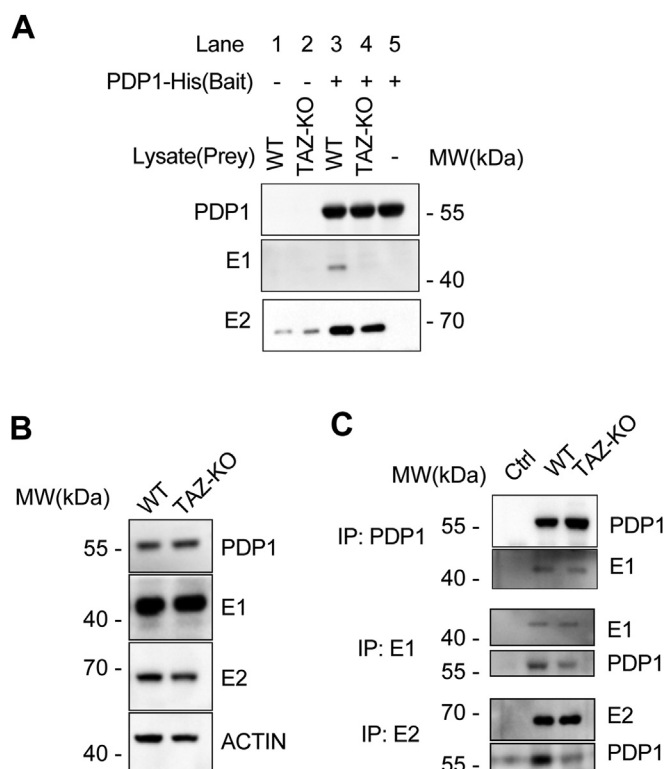 A
Lane 1 2 3 4 5
PDP1-His(Bait) - - + + +
Lysate(Prey) WT TAZ-KO WT TAZ-KO - MW(kDa)
PDP1 - 55
E1 - 40
E2 - 70
B
MW(kDa) WT TAZ-KO
55 - PDP1
40 - E1
70 - E2
40 - ACTIN
C
MW(kDa) Ctrl WT TAZ-KO
IP: PDP1 55 - PDP1
40 - E1
IP: E1 40 - E1
55 - PDP1
IP: E2 70 - E2
55 - PDP1